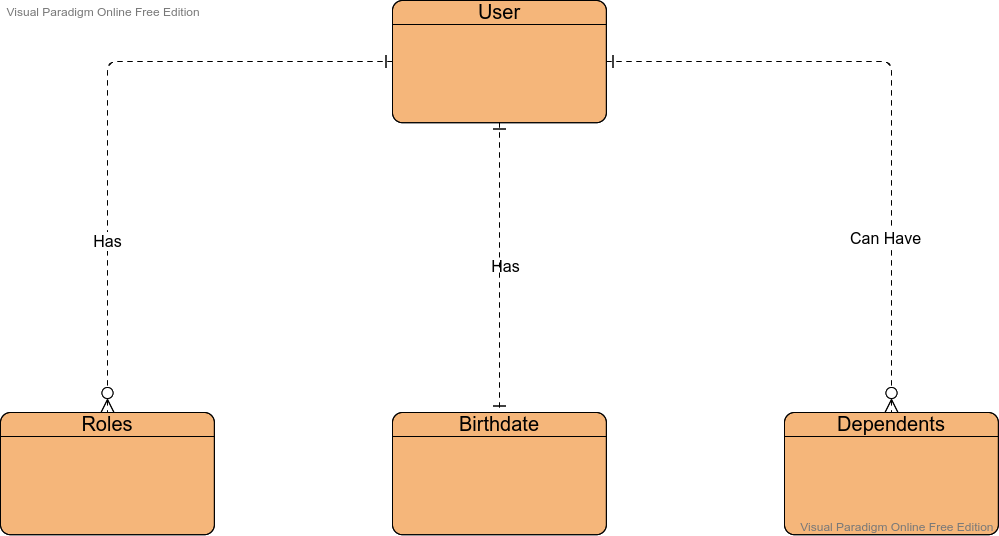 Visual Paradigm Online Free Edition
User
Has
Has
Can Have
Roles
Birthdate
Dependents
Visual Paradigm Online Free Edition